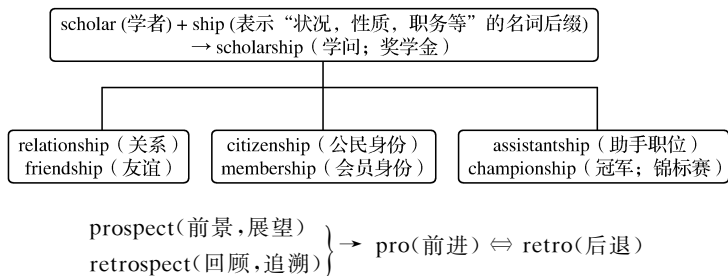 scholar (学者) + ship (表示“状况，性质，职务等”的名词后缀)
→ scholarship（学问；奖学金）
relationship（关系）
friendship（友谊）
citizenship（公民身份）
membership（会员身份）
assistantship（助手职位）
championship（冠军；锦标赛）
prospect(前景,展望)
retrospect(回顾,追溯)
→ pro(前进) ⇔ retro(后退)